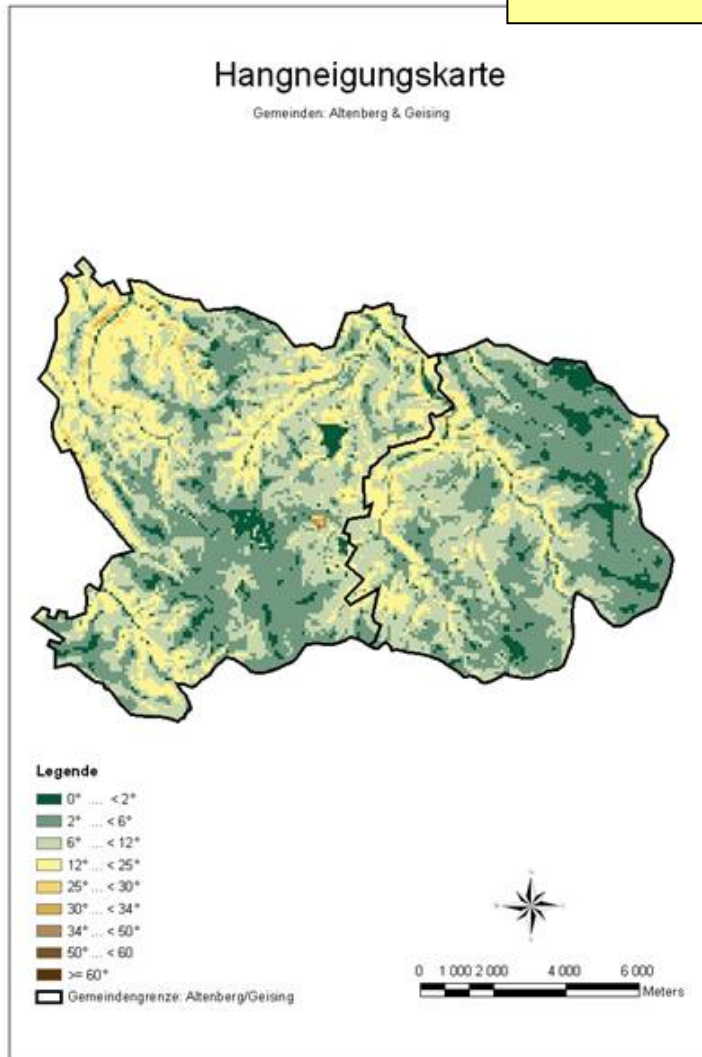 Hangneigungskarte
Gemeinden: Altenberg & Geising
Legende
0° ... < 2°
2° ... < 6°
6° ... < 12°
12° ... < 25°
25° ... < 30°
30° ... < 34°
34° ... < 50°
50° ... < 60
>= 60°
Gemeindengrenze: Altenberg/Geising
0 1 000 2 000 4 000 6 000
Meters